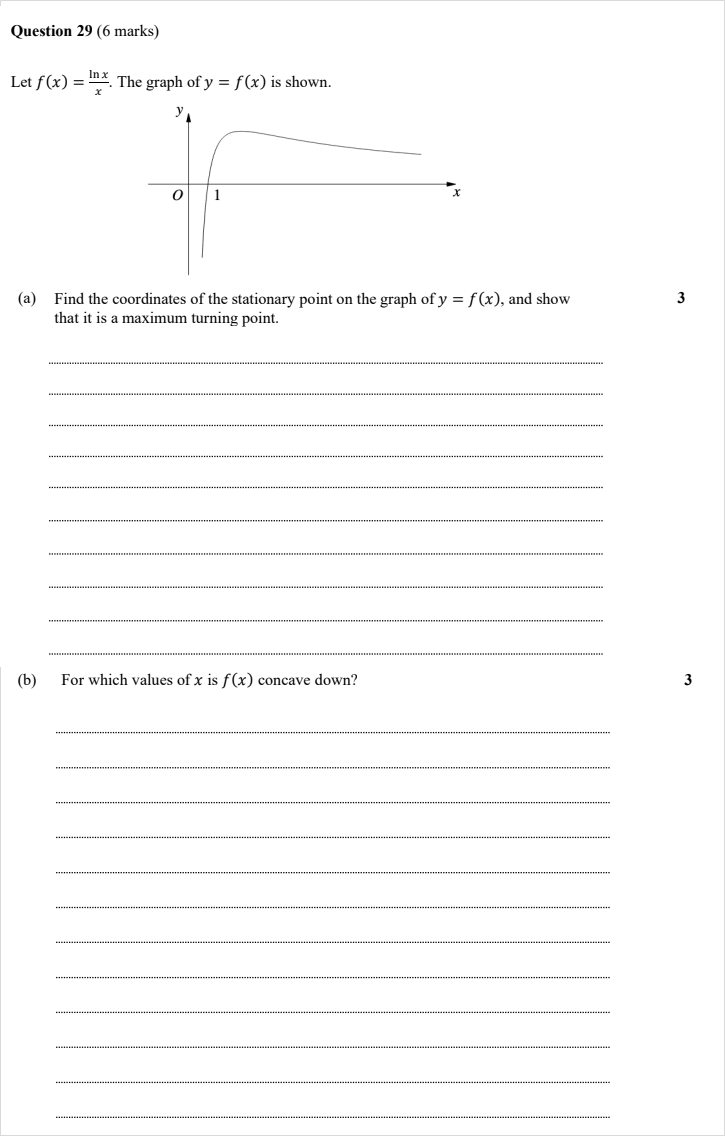 Question 29 (6 marks)
Let f(x) = ln x / x. The graph of y = f(x) is shown.
y
O 1 x
(a) Find the coordinates of the stationary point on the graph of y = f(x), and show 3
that it is a maximum turning point.
(b) For which values of x is f(x) concave down? 3